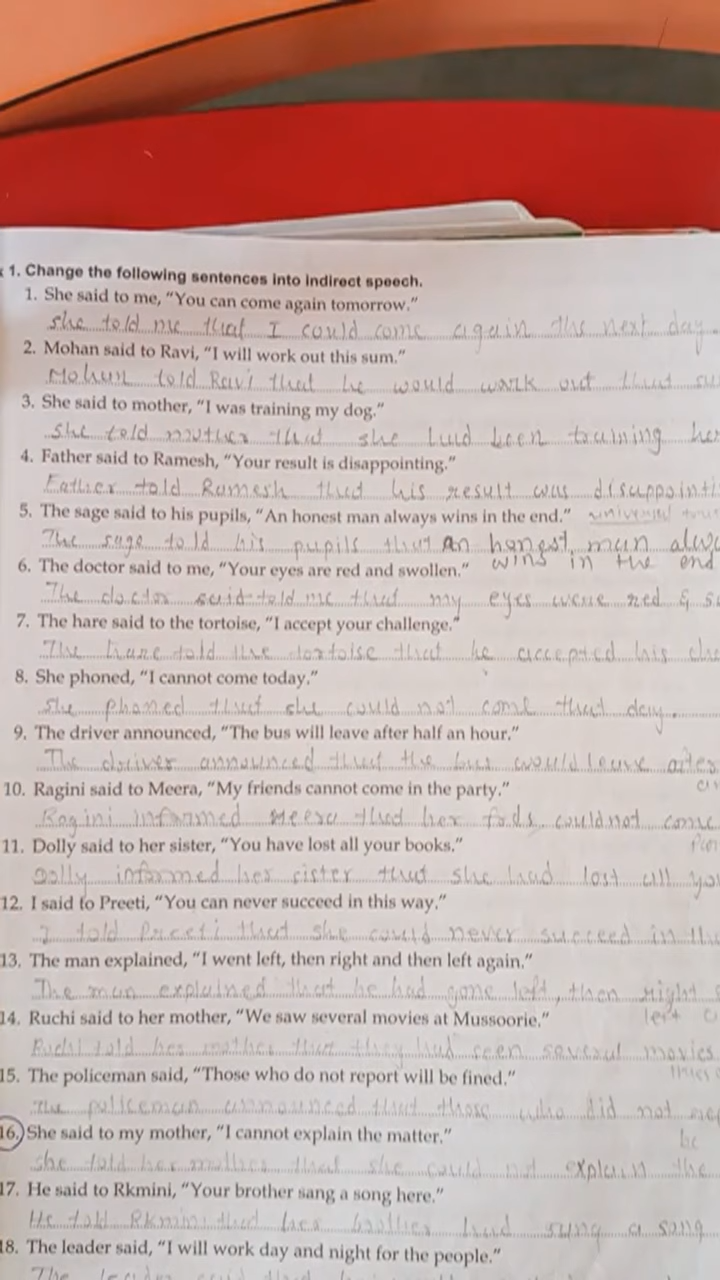 1. Change the following sentences into indirect speech.
1. She said to me, “You can come again tomorrow.”
she told me that I could come again the next day.
2. Mohan said to Ravi, “I will work out this sum.”
Mohun told Ravi that he would work out that su
3. She said to mother, “I was training my dog.”
she told mother that she had been training her
4. Father said to Ramesh, “Your result is disappointing.”
Father told Ramesh that his result was disappointi
5. The sage said to his pupils, “An honest man always wins in the end.”
The sage told his pupils that An honest man alwa
wins in the end
6. The doctor said to me, “Your eyes are red and swollen.”
The doctor said told me that my eyes were red & s
7. The hare said to the tortoise, “I accept your challenge.”
The hare told the tortoise that he accepted his cha
8. She phoned, “I cannot come today.”
she phoned that she could not come that day.
9. The driver announced, “The bus will leave after half an hour.”
The driver announced that the bus would leave after
10. Ragini said to Meera, “My friends cannot come in the party.”
Ragini informed Meera that her fnds. could not come
11. Dolly said to her sister, “You have lost all your books.”
Dolly informed her sister that she had lost all you
12. I said to Preeti, “You can never succeed in this way.”
I told Preeti that she could never succeed in th
13. The man explained, “I went left, then right and then left again.”
The man explained that he had gone left, then right
left
14. Ruchi said to her mother, “We saw several movies at Mussoorie.”
Ruchi told her mother that they had seen several movies
15. The policeman said, “Those who do not report will be fined.”
The policeman announced that those who did not rep
be
16. She said to my mother, “I cannot explain the matter.”
she told her mother that she could not explain the
17. He said to Rkmini, “Your brother sang a song here.”
He told Rkmini that her brother had sung a song
18. The leader said, “I will work day and night for the people.”
The leader said that